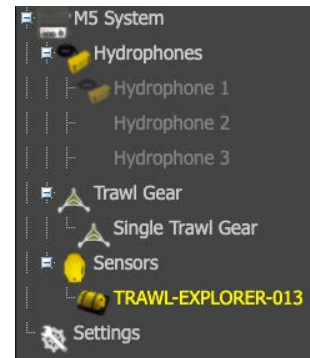 M5 System
Hydrophones
Hydrophone 1
Hydrophone 2
Hydrophone 3
Trawl Gear
Single Trawl Gear
Sensors
TRAWL-EXPLORER-013
Settings